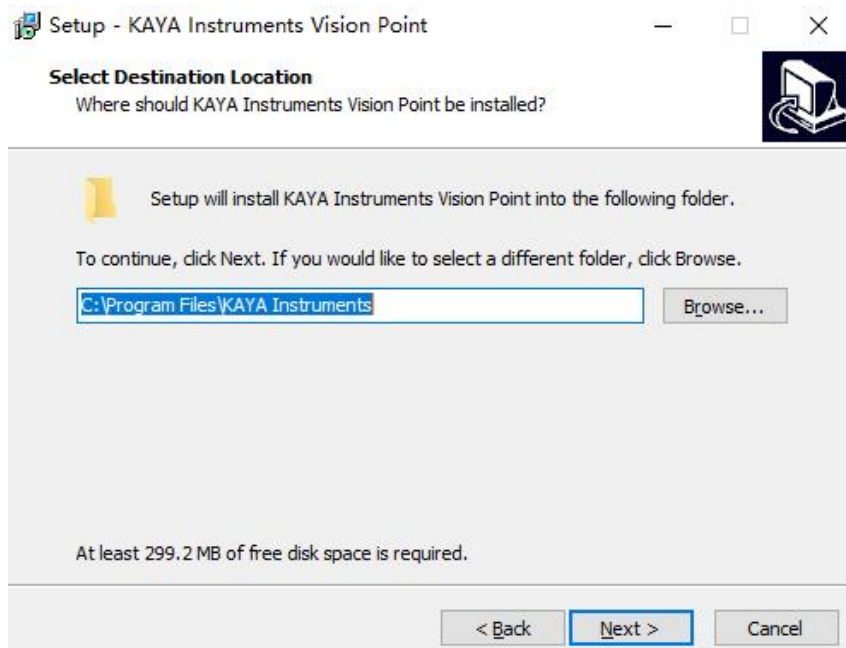 Setup - KAYA Instruments Vision Point
Select Destination Location
Where should KAYA Instruments Vision Point be installed?
Setup will install KAYA Instruments Vision Point into the following folder.
To continue, click Next. If you would like to select a different folder, click Browse.
C:\Program Files\KAYA Instruments
Browse...
At least 299.2 MB of free disk space is required.
< Back
Next >
Cancel